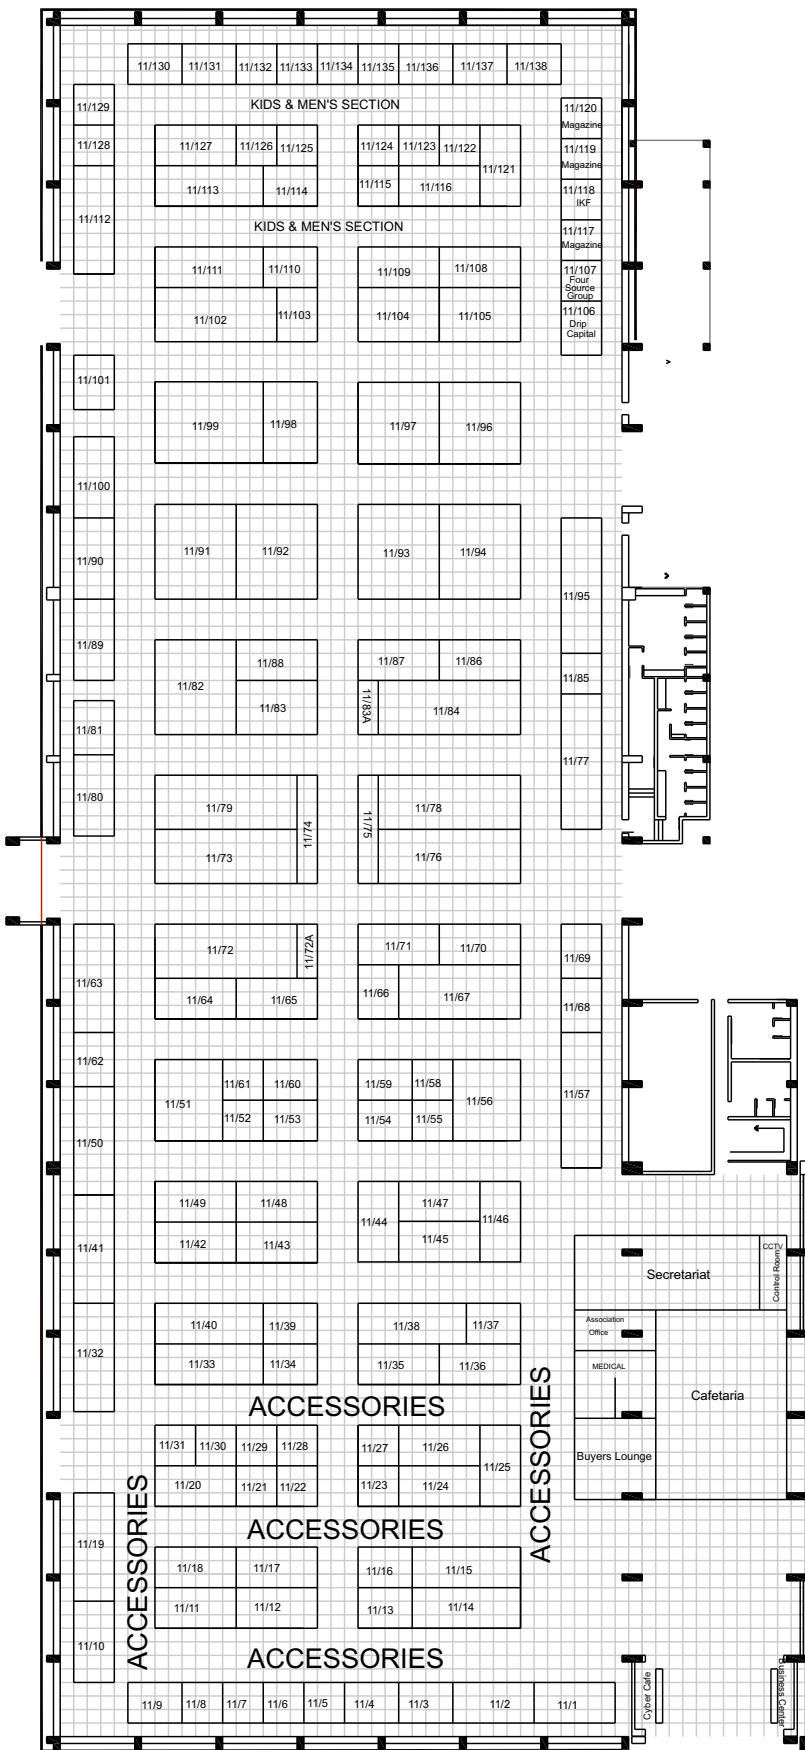 11/130 11/131 11/132 11/133 11/134 11/135 11/136 11/137 11/138
KIDS & MEN'S SECTION
11/129
11/120
Magazine
11/127 11/126 11/125 11/124 11/123 11/122
11/128
11/119
Magazine
11/121
11/113 11/114 11/115 11/116
11/118
IKF
11/112
KIDS & MEN'S SECTION
11/117
Magazine
11/111 11/110 11/109 11/108
11/107
Four
Source
Group
11/102 11/103 11/104 11/105
11/106
Drip
Capital
11/101
11/99 11/98 11/97 11/96
11/100
11/91 11/92 11/93 11/94
11/90
11/95
11/89
11/88 11/87 11/86
11/82
11/85
11/83 11/83A 11/84
11/81
11/77
11/80
11/79 11/74 11/75 11/78
11/73 11/76
11/72 11/72A 11/71 11/70
11/69
11/63
11/64 11/65 11/66 11/67
11/68
11/62
11/61 11/60 11/59 11/58
11/57
11/51 11/56
11/52 11/53 11/54 11/55
11/50
11/49 11/48 11/47
11/44 11/46
11/42 11/43 11/45
11/41
CCTV
Control Room
Secretariat
11/40 11/39 11/38 11/37
Association
Office
11/32
11/33 11/34 11/35 11/36
MEDICAL
Cafetaria
ACCESSORIES
ACCESSORIES
11/31 11/30 11/29 11/28 11/27 11/26
Buyers Lounge
11/25
11/20 11/21 11/22 11/23 11/24
ACCESSORIES
ACCESSORIES
11/19
11/18 11/17 11/16 11/15
11/11 11/12 11/13 11/14
11/10
ACCESSORIES
11/9 11/8 11/7 11/6 11/5 11/4 11/3 11/2 11/1
Cyber Cafe
Business Center